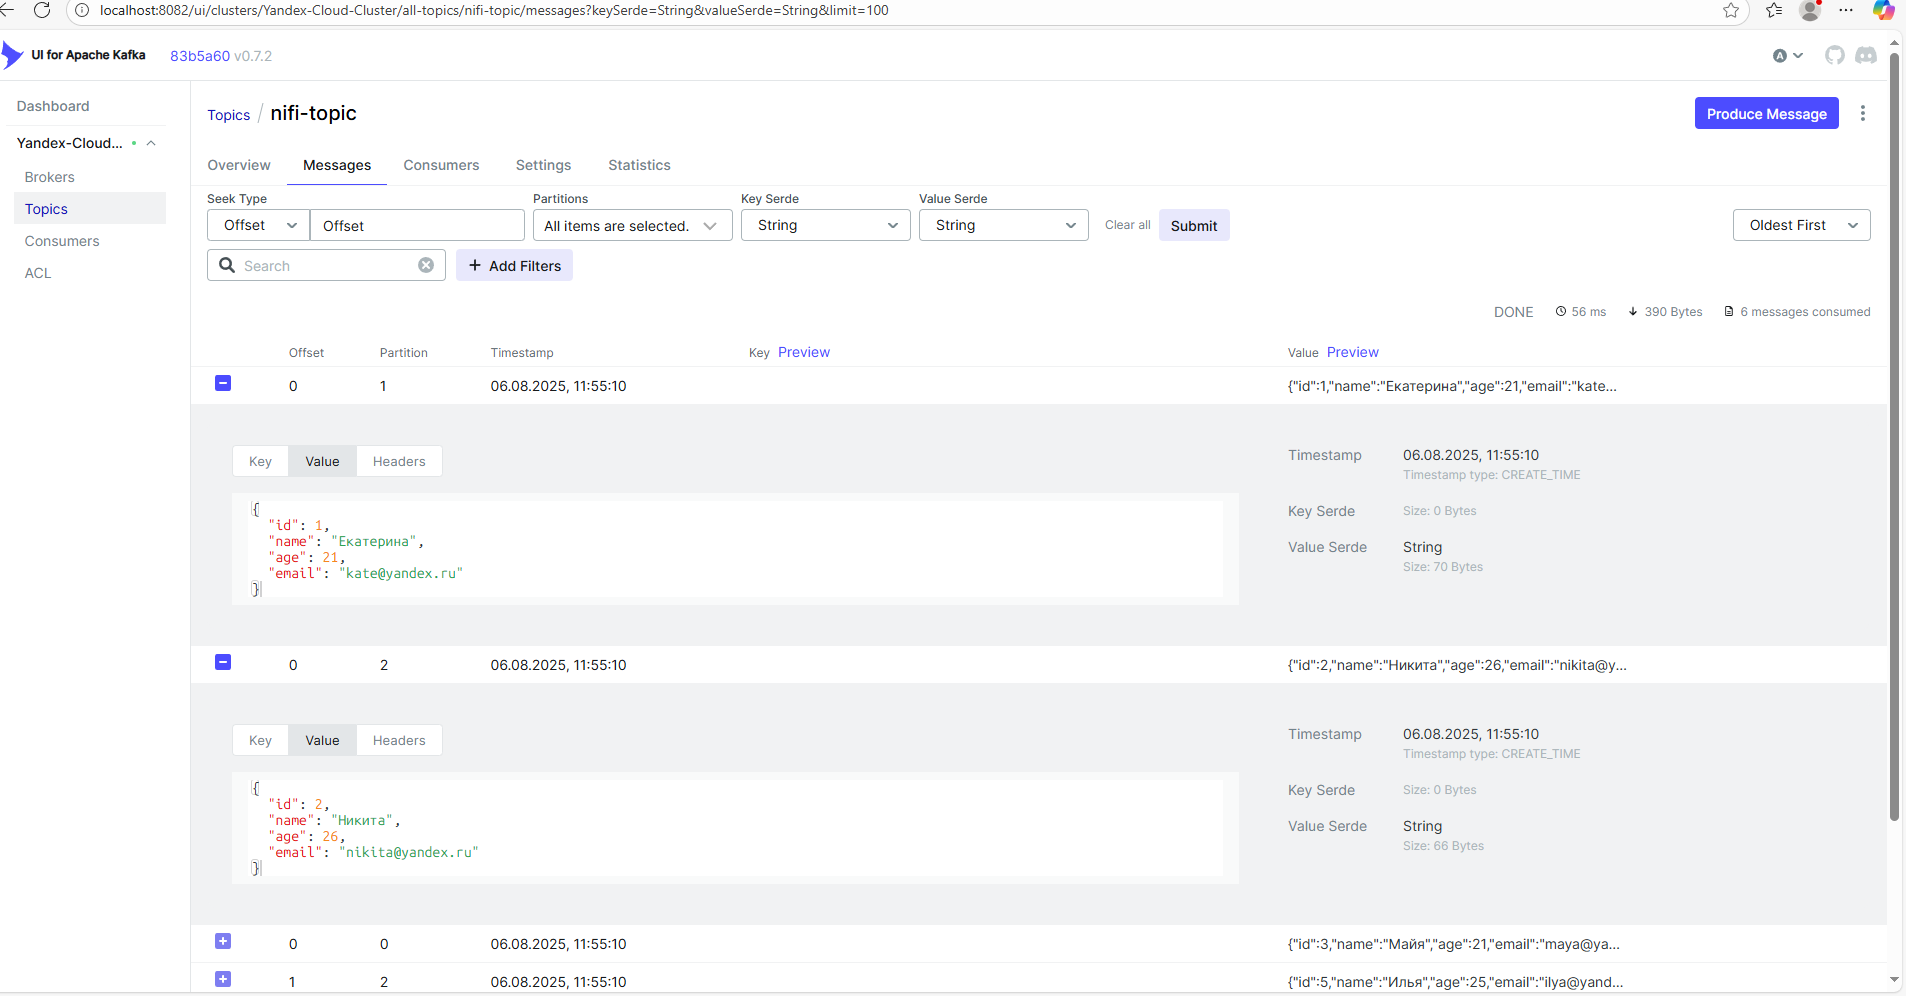 localhost:8082/ui/clusters/Yandex-Cloud-Cluster/all-topics/nifi-topic/messages?keySerde=String&valueSerde=String&limit=100
UI for Apache Kafka 83b5a60 v0.7.2
A
Dashboard
Yandex-Cloud...
Brokers
Topics
Consumers
ACL
Topics / nifi-topic
Produce Message
Overview Messages Consumers Settings Statistics
Seek Type Partitions Key Serde Value Serde
Offset Offset All items are selected. String String Clear all Submit Oldest First
Search + Add Filters
DONE 56 ms 390 Bytes 6 messages consumed
Offset Partition Timestamp Key Preview Value Preview
0 1 06.08.2025, 11:55:10 {"id":1,"name":"Екатерина","age":21,"email":"kate...
Key Value Headers
{
"id": 1,
"name": "Екатерина",
"age": 21,
"email": "kate@yandex.ru"
}
Timestamp 06.08.2025, 11:55:10
Timestamp type: CREATE_TIME
Key Serde Size: 0 Bytes
Value Serde String
Size: 70 Bytes
0 2 06.08.2025, 11:55:10 {"id":2,"name":"Никита","age":26,"email":"nikita@y...
Key Value Headers
{
"id": 2,
"name": "Никита",
"age": 26,
"email": "nikita@yandex.ru"
}
Timestamp 06.08.2025, 11:55:10
Timestamp type: CREATE_TIME
Key Serde Size: 0 Bytes
Value Serde String
Size: 66 Bytes
0 0 06.08.2025, 11:55:10 {"id":3,"name":"Майя","age":21,"email":"maya@ya...
1 2 06.08.2025, 11:55:10 {"id":5,"name":"Илья","age":25,"email":"ilya@yand...